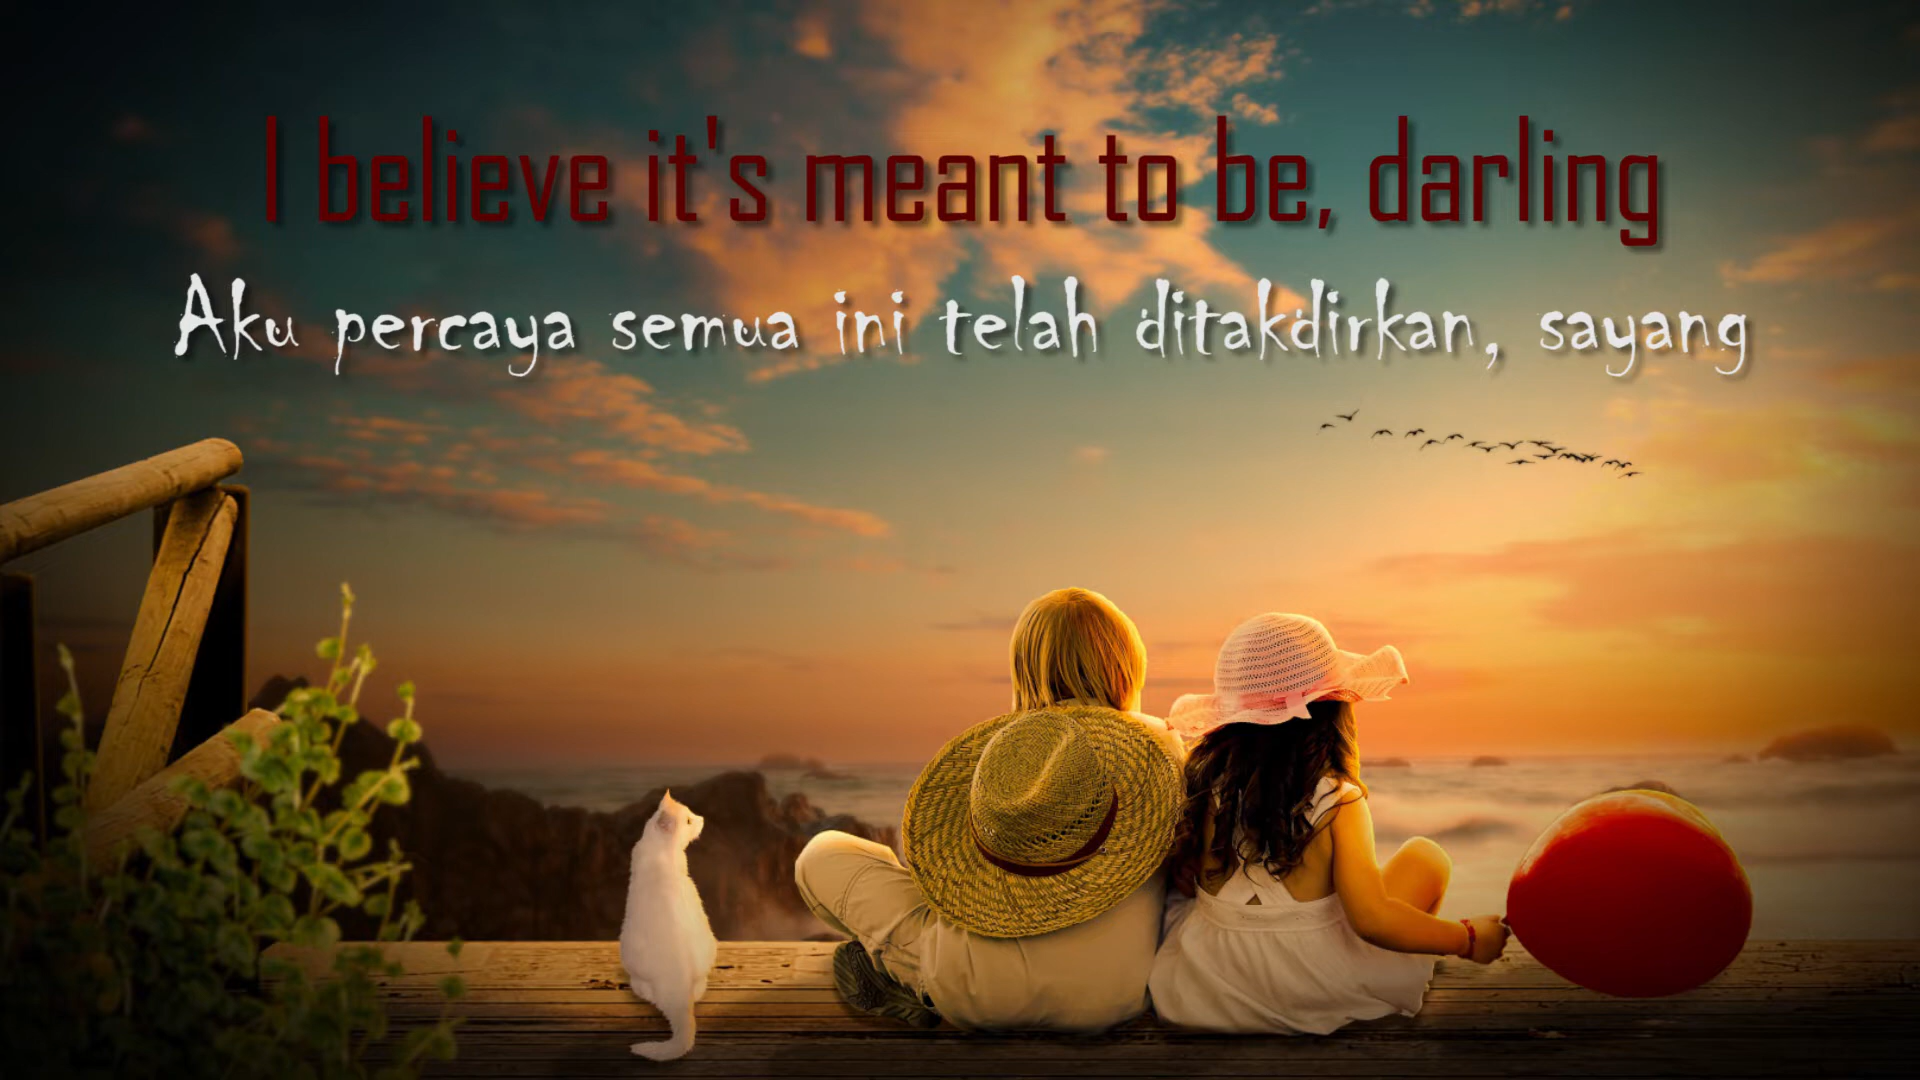 I believe it's meant to be, darling
Aku percaya semua ini telah ditakdirkan, sayang